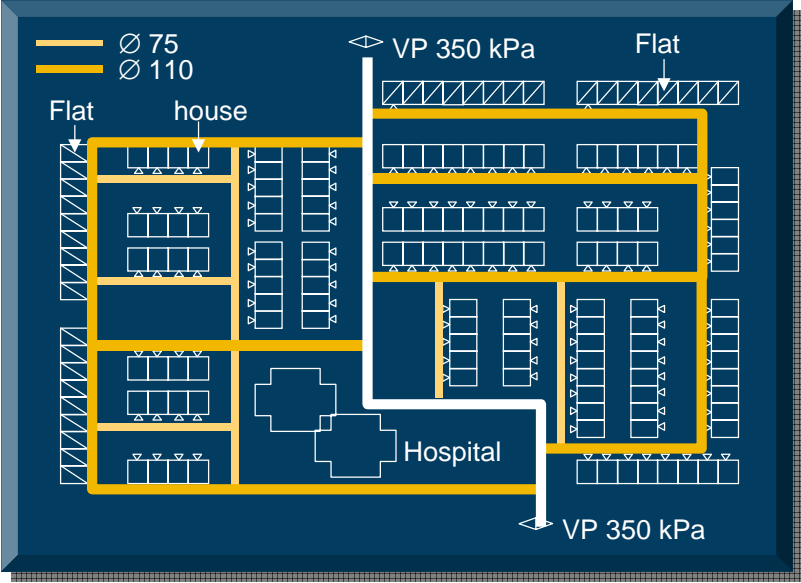 ∅ 75
∅ 110
VP 350 kPa
Flat
Flat
house
Hospital
VP 350 kPa